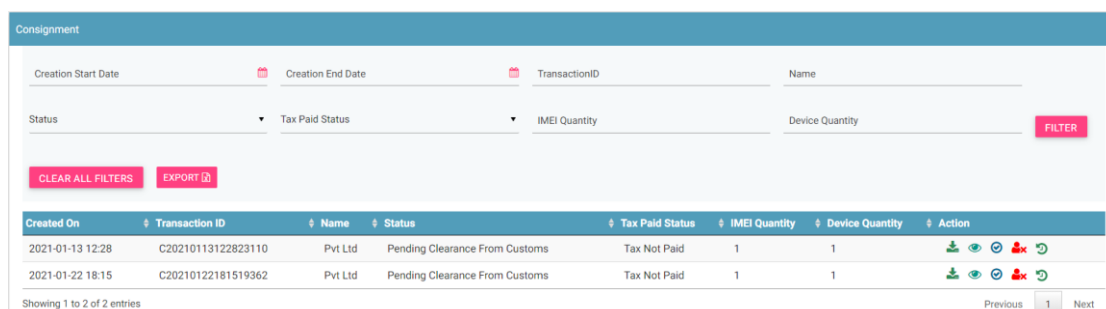 Consignment
Creation Start Date Creation End Date TransactionID Name
Status Tax Paid Status IMEI Quantity Device Quantity FILTER
CLEAR ALL FILTERS EXPORT
Created On Transaction ID Name Status Tax Paid Status IMEI Quantity Device Quantity Action
2021-01-13 12:28 C20210113122823110 Pvt Ltd Pending Clearance From Customs Tax Not Paid 1 1
2021-01-22 18:15 C20210122181519362 Pvt Ltd Pending Clearance From Customs Tax Not Paid 1 1
Showing 1 to 2 of 2 entries Previous 1 Next